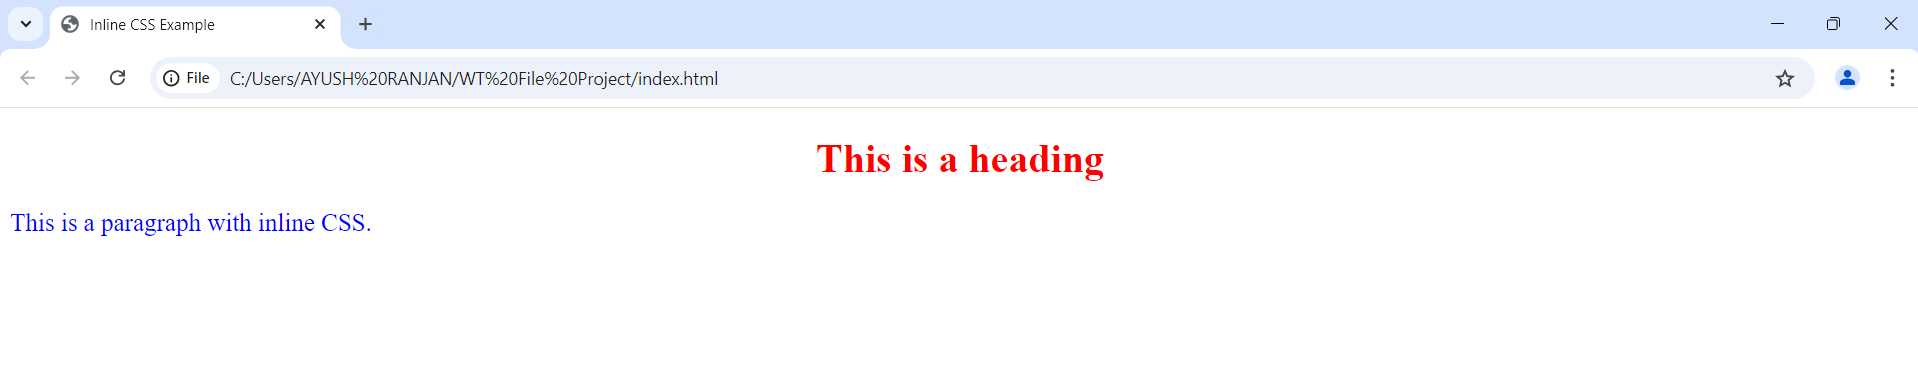 Inline CSS Example
File C:/Users/AYUSH%20RANJAN/WT%20File%20Project/index.html
This is a heading
This is a paragraph with inline CSS.